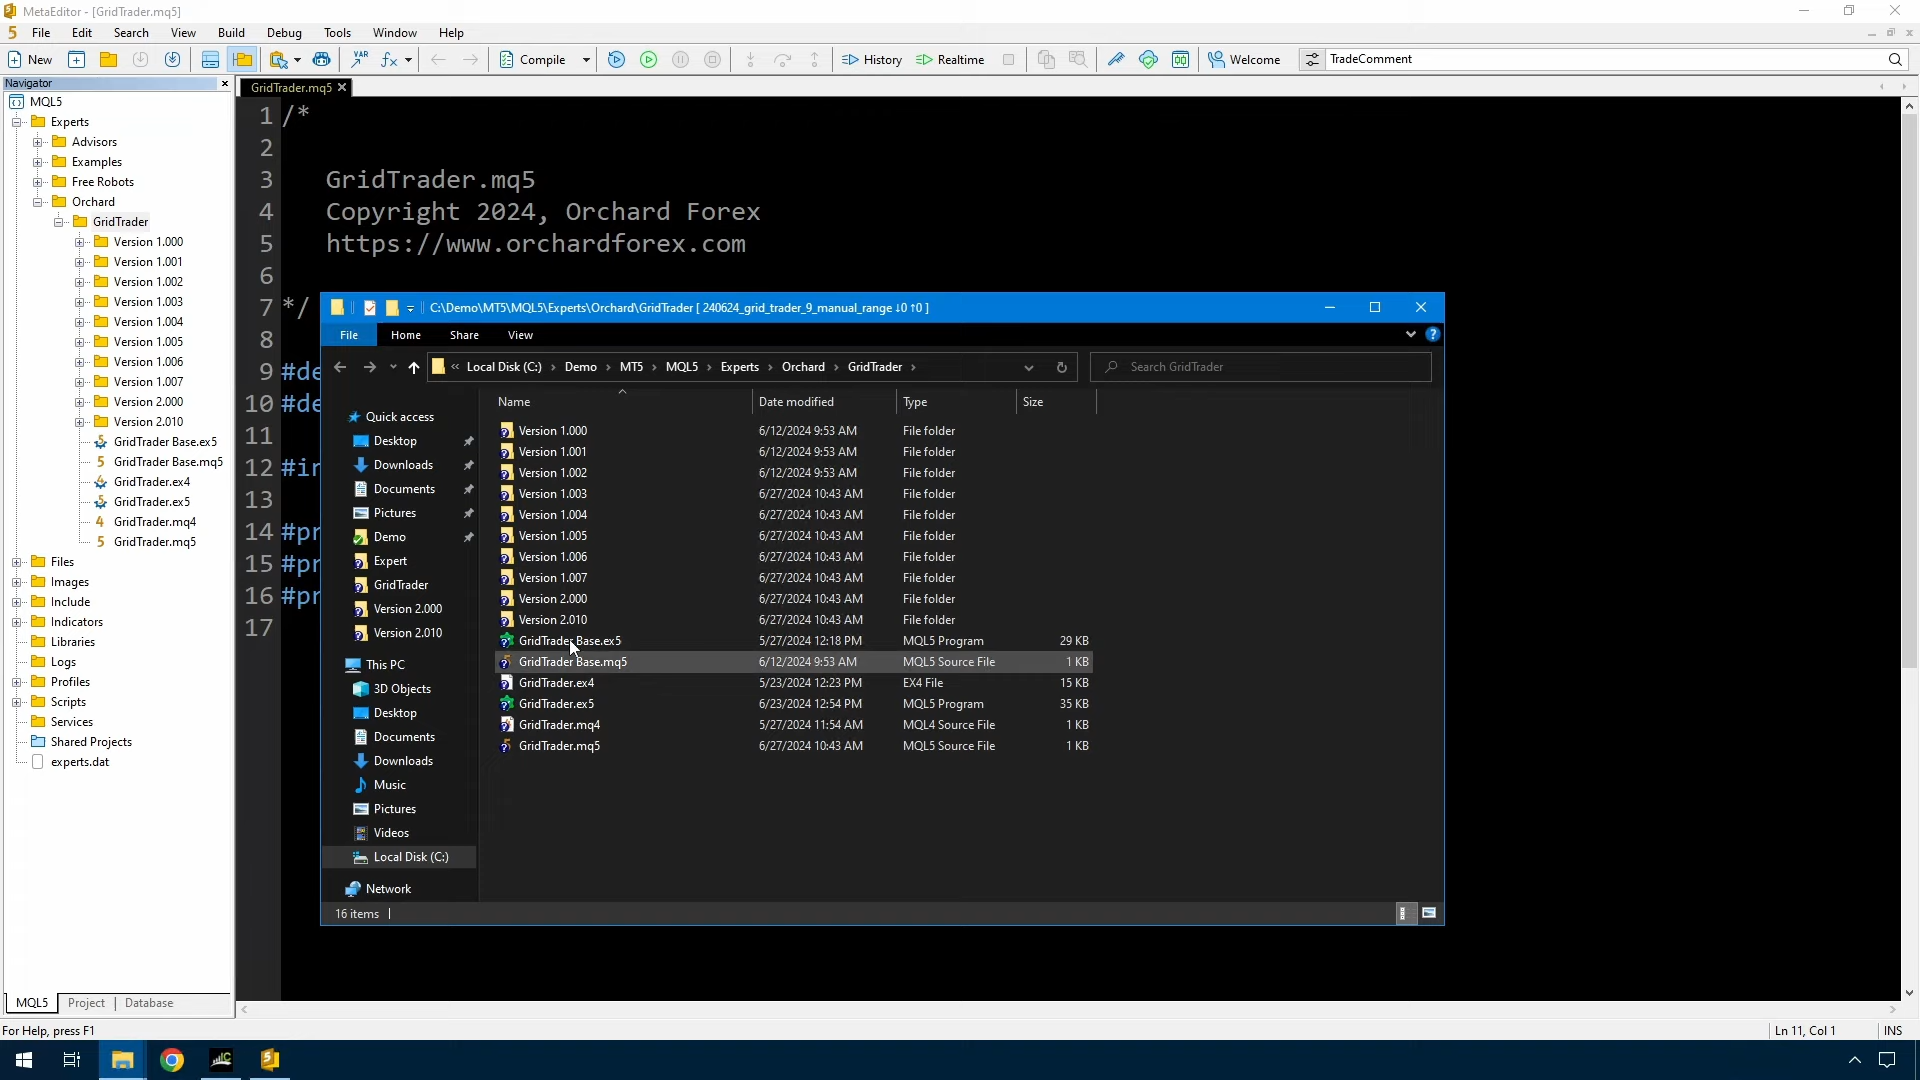 MetaEditor - [GridTrader.mq5]
File Edit Search View Build Debug Tools Window Help
New Compile History Realtime Welcome TradeComment
Navigator
GridTrader.mq5
MQL5
Experts
Advisors
Examples
Free Robots
Orchard
GridTrader
Version 1.000
Version 1.001
Version 1.002
Version 1.003
Version 1.004
Version 1.005
Version 1.006
Version 1.007
Version 2.000
Version 2.010
GridTrader Base.ex5
GridTrader Base.mq5
GridTrader.ex4
GridTrader.ex5
GridTrader.mq4
GridTrader.mq5
Files
Images
Include
Indicators
Libraries
Logs
Profiles
Scripts
Services
Shared Projects
experts.dat
MQL5 Project Database
1 /*
2
3 GridTrader.mq5
4 Copyright 2024, Orchard Forex
5 https://www.orchardforex.com
6
7 */
8
9 #de
10 #de
11
12 #in
13
14 #pr
15 #pr
16 #pr
17
C:\Demo\MT5\MQL5\Experts\Orchard\GridTrader [ 240624_grid_trader_9_manual_range ↓0 ↑0 ]
File Home Share View
« Local Disk (C:) › Demo › MT5 › MQL5 › Experts › Orchard › GridTrader ›
Search GridTrader
Quick access
Desktop
Downloads
Documents
Pictures
Demo
Expert
GridTrader
Version 2.000
Version 2.010
This PC
3D Objects
Desktop
Documents
Downloads
Music
Pictures
Videos
Local Disk (C:)
Network
Name Date modified Type Size
Version 1.000 6/12/2024 9:53 AM File folder
Version 1.001 6/12/2024 9:53 AM File folder
Version 1.002 6/12/2024 9:53 AM File folder
Version 1.003 6/27/2024 10:43 AM File folder
Version 1.004 6/27/2024 10:43 AM File folder
Version 1.005 6/27/2024 10:43 AM File folder
Version 1.006 6/27/2024 10:43 AM File folder
Version 1.007 6/27/2024 10:43 AM File folder
Version 2.000 6/27/2024 10:43 AM File folder
Version 2.010 6/27/2024 10:43 AM File folder
GridTrader Base.ex5 5/27/2024 12:18 PM MQL5 Program 29 KB
GridTrader Base.mq5 6/12/2024 9:53 AM MQL5 Source File 1 KB
GridTrader.ex4 5/23/2024 12:23 PM EX4 File 15 KB
GridTrader.ex5 6/23/2024 12:54 PM MQL5 Program 35 KB
GridTrader.mq4 5/27/2024 11:54 AM MQL4 Source File 1 KB
GridTrader.mq5 6/27/2024 10:43 AM MQL5 Source File 1 KB
16 items
For Help, press F1
Ln 11, Col 1 INS